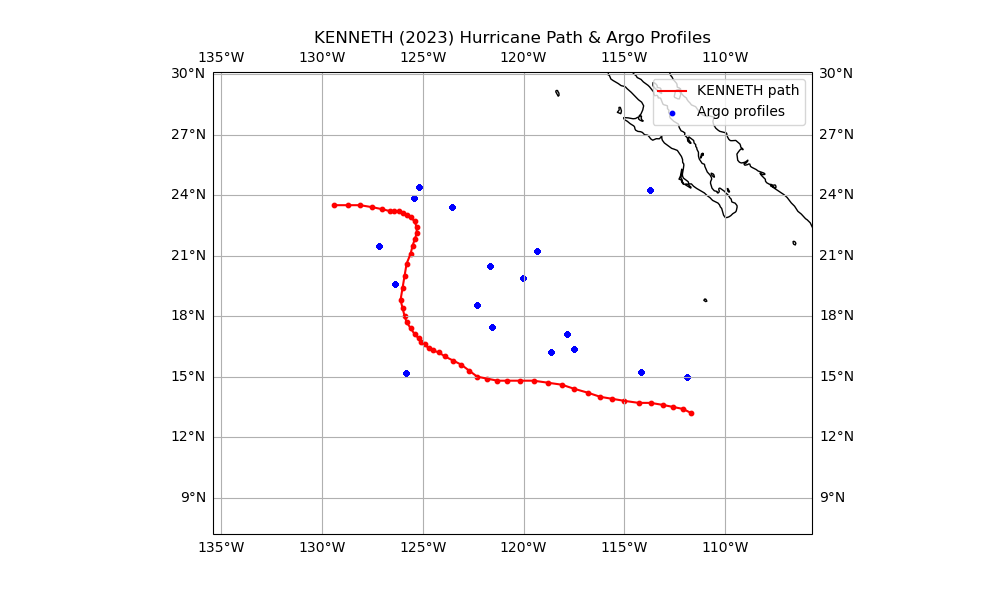 KENNETH (2023) Hurricane Path & Argo Profiles
135°W 130°W 125°W 120°W 115°W 110°W
30°N 30°N
KENNETH path
Argo profiles
27°N 27°N
24°N 24°N
21°N 21°N
18°N 18°N
15°N 15°N
12°N 12°N
9°N 9°N
135°W 130°W 125°W 120°W 115°W 110°W